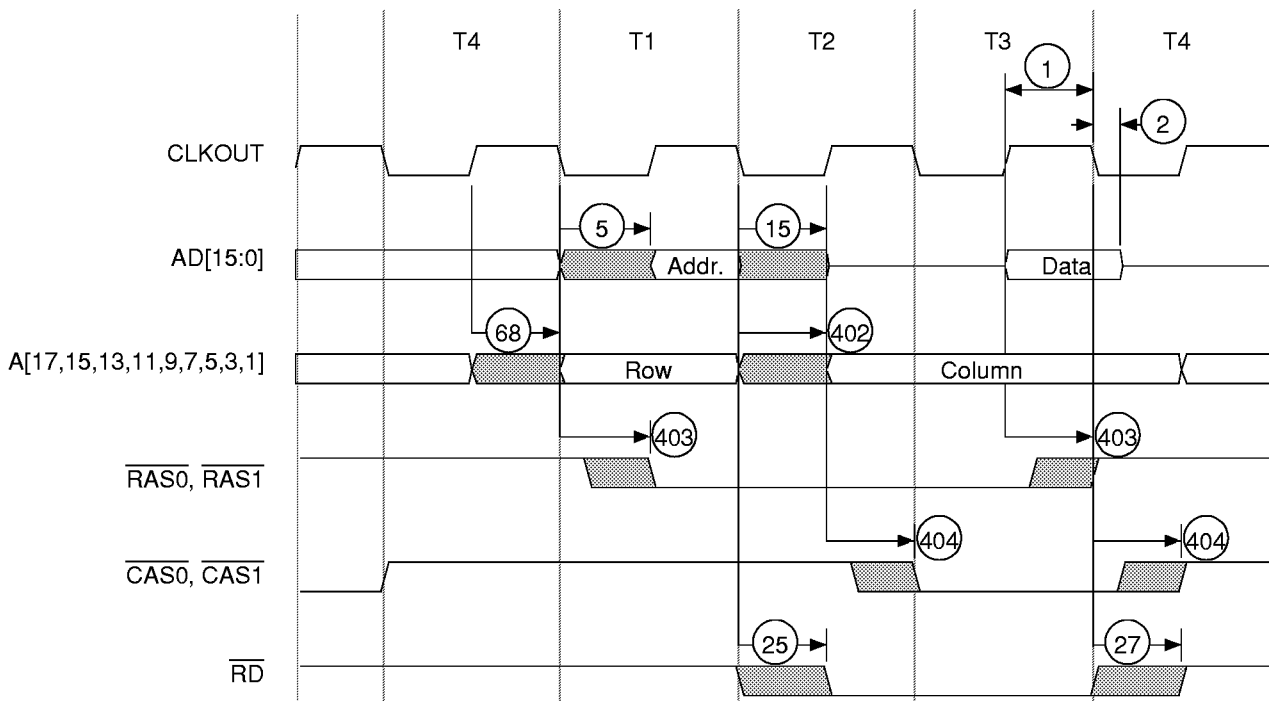 T4 T1 T2 T3 T4
1
2
CLKOUT
5 15
AD[15:0] Addr. Data
68 402
A[17,15,13,11,9,7,5,3,1] Row Column
403 403
RAS0, RAS1
404 404
CAS0, CAS1
25 27
RD